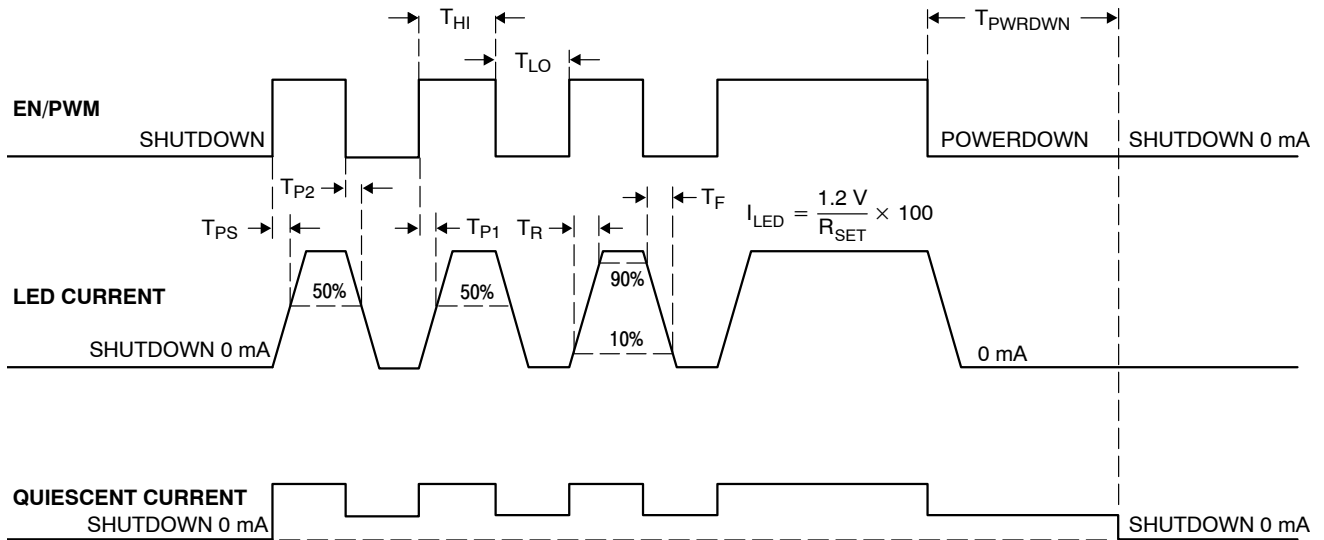 T_HI
T_PWRDWN
T_LO
EN/PWM
SHUTDOWN
POWERDOWN
SHUTDOWN 0 mA
T_P2
T_F
I_LED = 1.2 V / R_SET × 100
T_PS
T_P1
T_R
90%
LED CURRENT
50%
50%
10%
SHUTDOWN 0 mA
0 mA
QUIESCENT CURRENT
SHUTDOWN 0 mA
SHUTDOWN 0 mA